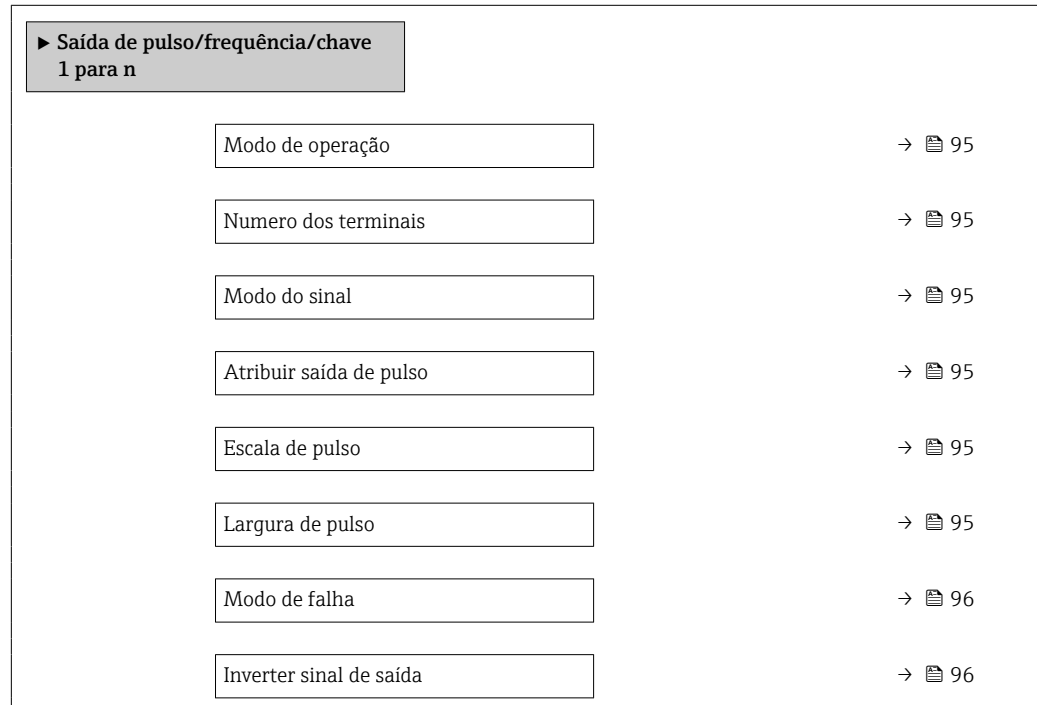 ▶ Saída de pulso/frequência/chave
1 para n
Modo de operação → 95
Numero dos terminais → 95
Modo do sinal → 95
Atribuir saída de pulso → 95
Escala de pulso → 95
Largura de pulso → 95
Modo de falha → 96
Inverter sinal de saída → 96